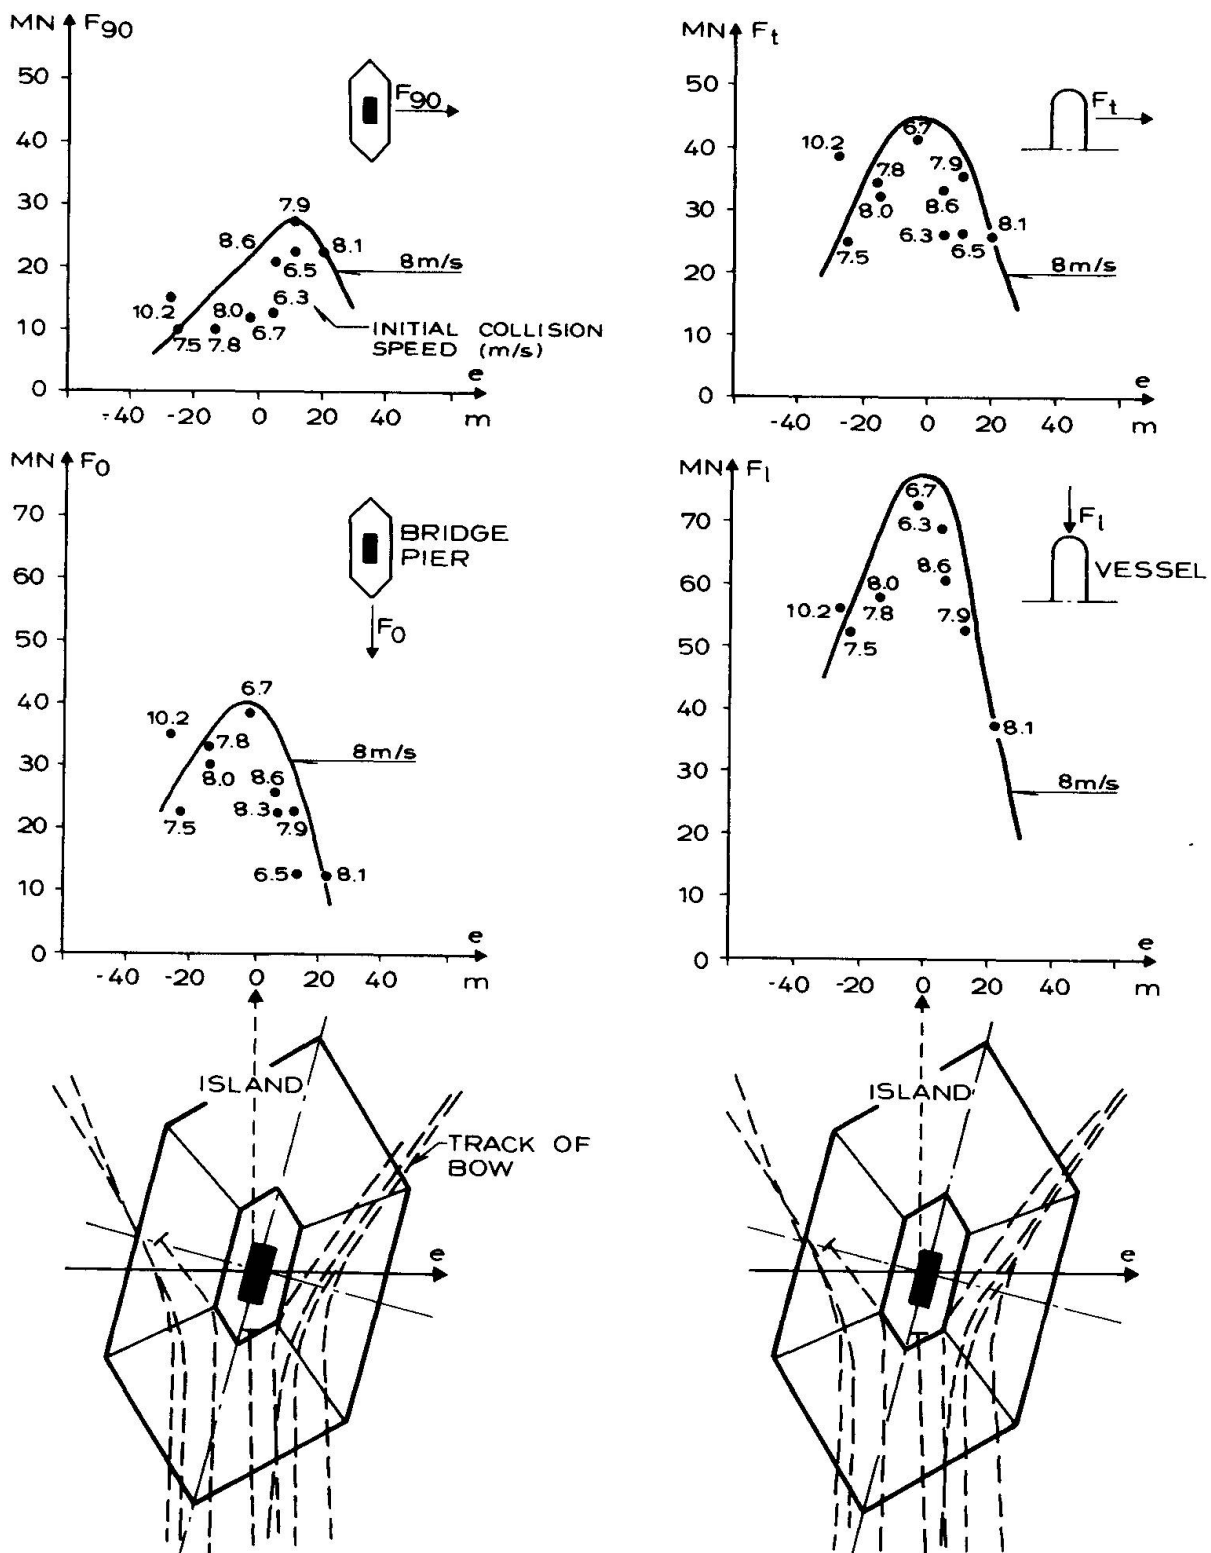 MN F90
50
F90
40
30
7.9
8.6
8.1
20
8m/s
6.5
6.3
10.2
8.0
10
7.5
7.8
6.7
INITIAL COLLISION
SPEED (m/s)
0
e
-40 -20 0 20 40 m
MN Ft
50
Ft
6.7
10.2
40
7.9
7.8
30
8.0
8.6
8.1
6.3
7.5
6.5
8m/s
20
10
0
e
-40 -20 0 20 40 m
MN F0
70
BRIDGE
PIER
60
F0
50
6.7
40
10.2
7.8
8m/s
30
8.0
8.6
8.3
7.5
7.9
20
6.5
8.1
10
0
e
-40 -20 0 20 40 m
MN Fl
6.7
Fl
70
6.3
8.6
VESSEL
60
8.0
10.2
7.8
7.9
7.5
50
40
8.1
30
8m/s
20
10
0
e
-40 -20 0 20 40 m
ISLAND
TRACK OF
BOW
e
ISLAND
e